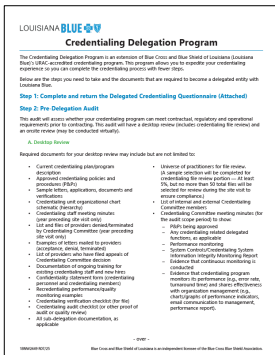 LOUISIANA BLUE
Credentialing Delegation Program
The Credentialing Delegation Program is an extension of Blue Cross and Blue Shield of Louisiana (Louisiana
Blue)'s URAC-accredited credentialing program. This program allows you to expedite your credentialing
experience so you can complete the credentialing process with fewer steps.
Below are the steps you need to take and the documents that are required to become a delegated entity with
Louisiana Blue.
Step 1: Complete and return the Delegated Credentialing Questionnaire (Attached)
Step 2: Pre-Delegation Audit
This audit will assess whether your credentialing program can meet contractual, regulatory and operational
requirements prior to contracting. This audit will have a desktop review (includes credentialing file review) and
an onsite review (may be conducted virtually).
A. Desktop Review
Required documents for your desktop review may include but are not limited to:
• Current credentialing plan/program
description
• Approved credentialing policies and
procedures (P&Ps)
• Sample letters, applications, documents and
verifications
• Credentialing unit organizational chart
schematic (hierarchy)
• Credentialing staff meeting minutes
(year preceding site visit only)
• List and files of providers denied/terminated
by Credentialing Committee (year preceding
site visit only)
• Examples of letters mailed to providers
(acceptance, denial, termination)
• List of providers who have filed appeals of
Credentialing Committee decision
• Documentation of ongoing training for
existing credentialing staff and new hires
• Confidentiality statement form (credentialing
personnel and credentialing members)
• Recredentialing performance/quality
monitoring examples
• Credentialing verification checklist (for file)
• Credentialing audit checklist (or other proof of
audit or quality review)
• All sub-delegation documentation, as
applicable
• Universe of practitioners for file review.
(A sample selection will be completed for
credentialing file review portion — At least
5%, but no more than 50 total files will be
selected for review during the site visit to
ensure compliance.)
• List of internal and external Credentialing
Committee members
• Credentialing Committee meeting minutes (for
the audit scope period) to show:
– P&Ps being approved
– Any credentialing related delegated
functions, as applicable
– Performance monitoring
– System Controls/Credentialing System
Information Integrity Monitoring Report
– Evidence that continuous monitoring is
conducted
– Evidence that credentialing program
monitors its performance (e.g., error rate,
turnaround time) and shares effectiveness
with organization management (e.g.,
charts/graphs of performance indicators,
email communication to management,
performance report).
- over -
Blue Cross and Blue Shield of Louisiana is an independent licensee of the Blue Cross Blue Shield Association.